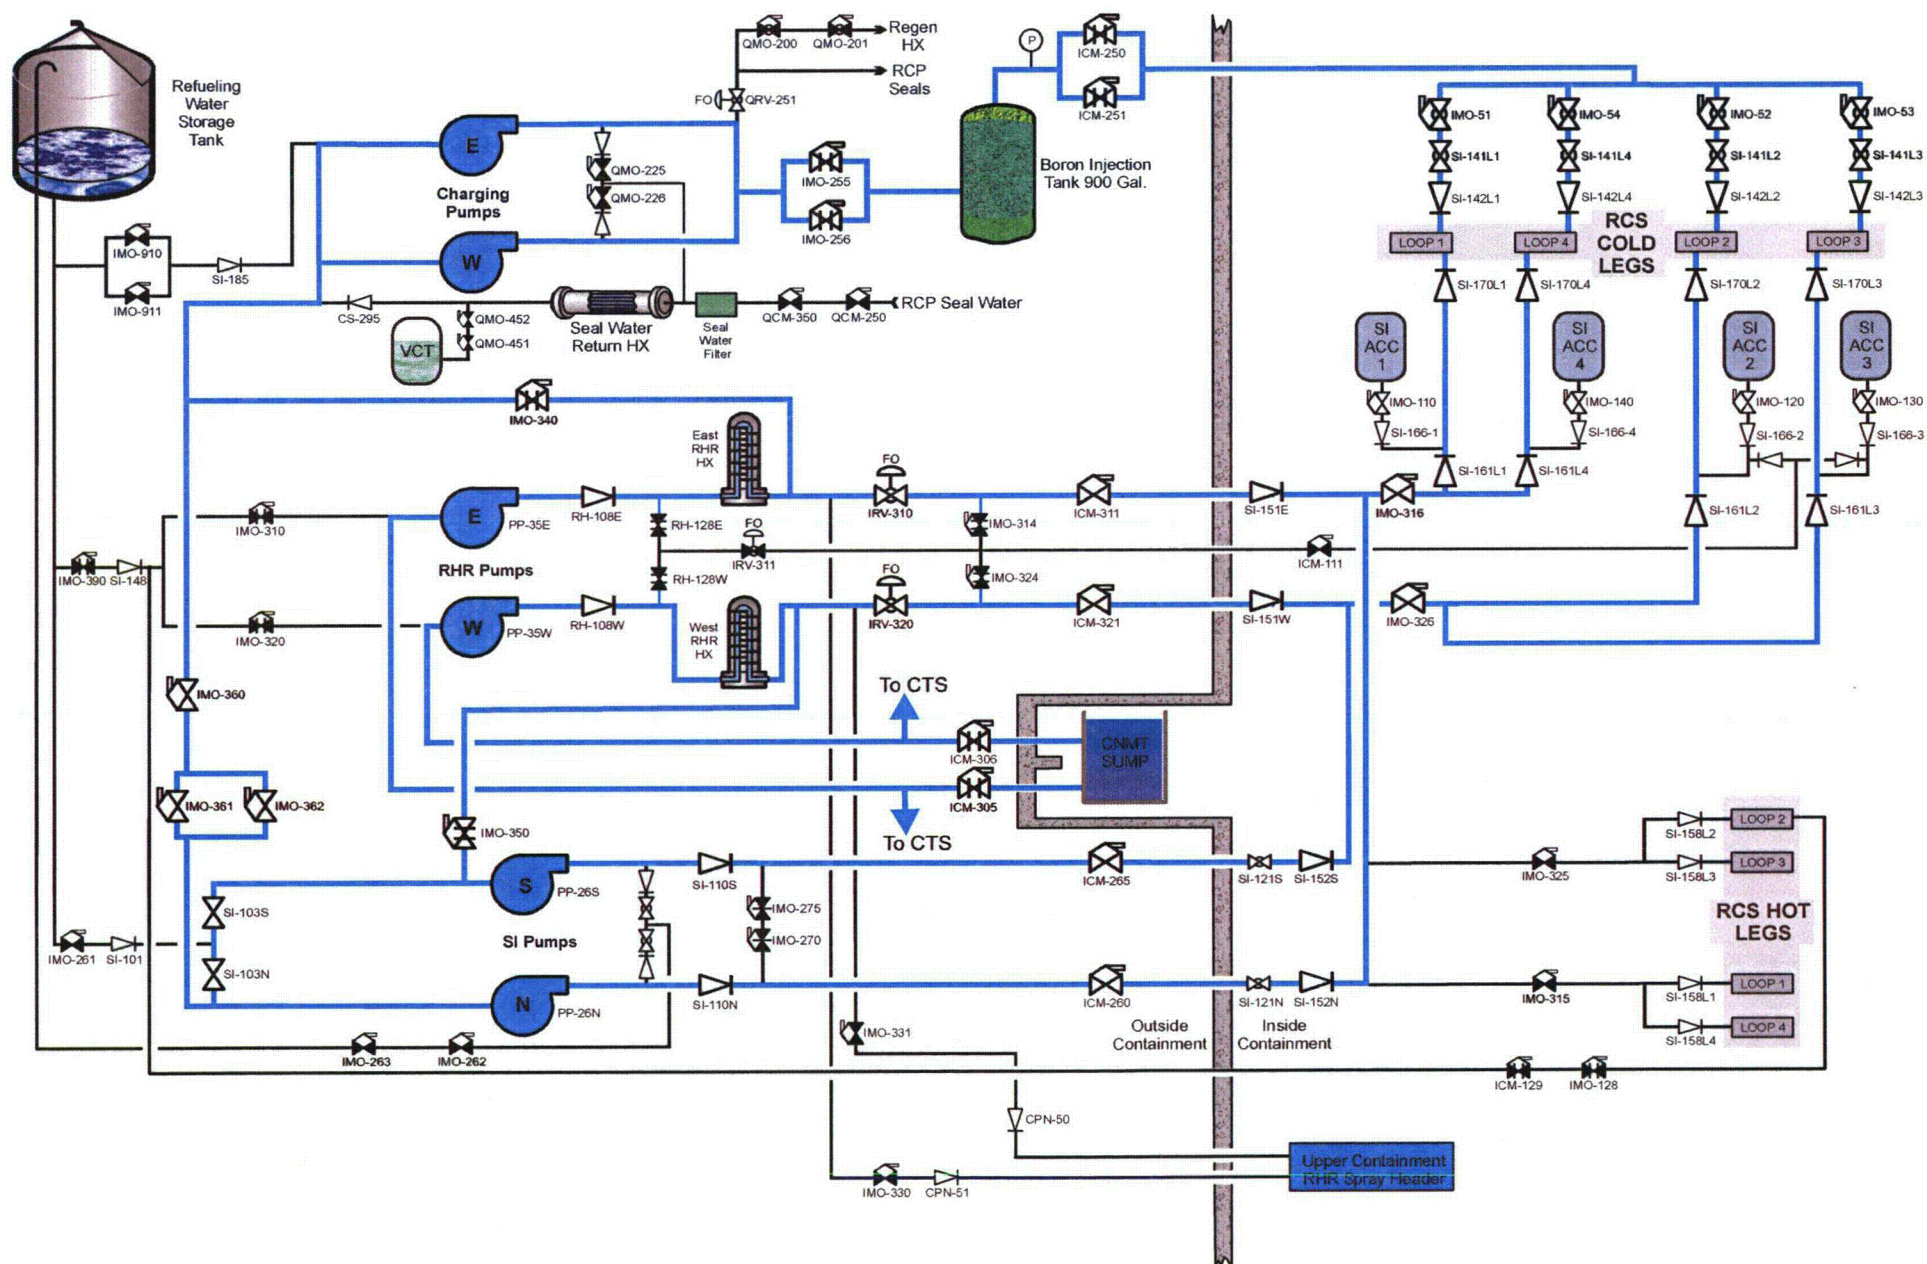 Refueling
Water
Storage
Tank
QMO-200
QMO-201
Regen
HX
RCP
Seals
FO
QRV-251
P
ICM-250
ICM-251
E
Charging
Pumps
W
QMO-225
QMO-226
IMO-255
IMO-256
Boron Injection
Tank 900 Gal.
IMO-51
IMO-54
IMO-52
IMO-53
SI-141L1
SI-141L4
SI-141L2
SI-141L3
SI-142L1
SI-142L4
SI-142L2
SI-142L3
LOOP 1
LOOP 4
LOOP 2
LOOP 3
RCS
COLD
LEGS
IMO-910
IMO-911
SI-185
CS-295
QMO-452
QMO-451
VCT
Seal Water
Return HX
Seal
Water
Filter
QCM-350
QCM-250
RCP Seal Water
SI-170L1
SI-170L4
SI-170L2
SI-170L3
SI
ACC
1
SI
ACC
4
SI
ACC
2
SI
ACC
3
IMO-110
IMO-140
IMO-120
IMO-130
SI-166-1
SI-166-4
SI-166-2
SI-166-3
SI-161L1
SI-161L4
SI-161L2
SI-161L3
IMO-340
East
RHR
HX
FO
IRV-310
ICM-311
SI-151E
IMO-316
E
PP-35E
RH-108E
IMO-310
RH-128E
FO
IRV-311
IMO-314
ICM-111
IMO-390
SI-148
RHR Pumps
RH-128W
IMO-324
IMO-320
W
PP-35W
RH-108W
West
RHR
HX
FO
IRV-320
ICM-321
SI-151W
IMO-326
IMO-360
To CTS
ICM-306
CNMT
SUMP
ICM-305
To CTS
IMO-361
IMO-362
IMO-350
S
PP-26S
SI-110S
ICM-265
SI-121S
SI-152S
IMO-325
SI-158L2
LOOP 2
SI-158L3
LOOP 3
SI-103S
SI Pumps
IMO-275
IMO-270
RCS HOT
LEGS
IMO-261
SI-101
SI-103N
N
PP-26N
SI-110N
ICM-260
SI-121N
SI-152N
IMO-315
SI-158L1
LOOP 1
SI-158L4
LOOP 4
IMO-263
IMO-262
IMO-331
Outside
Containment
Inside
Containment
ICM-129
IMO-128
CPN-50
IMO-330
CPN-51
Upper Containment
RHR Spray Header